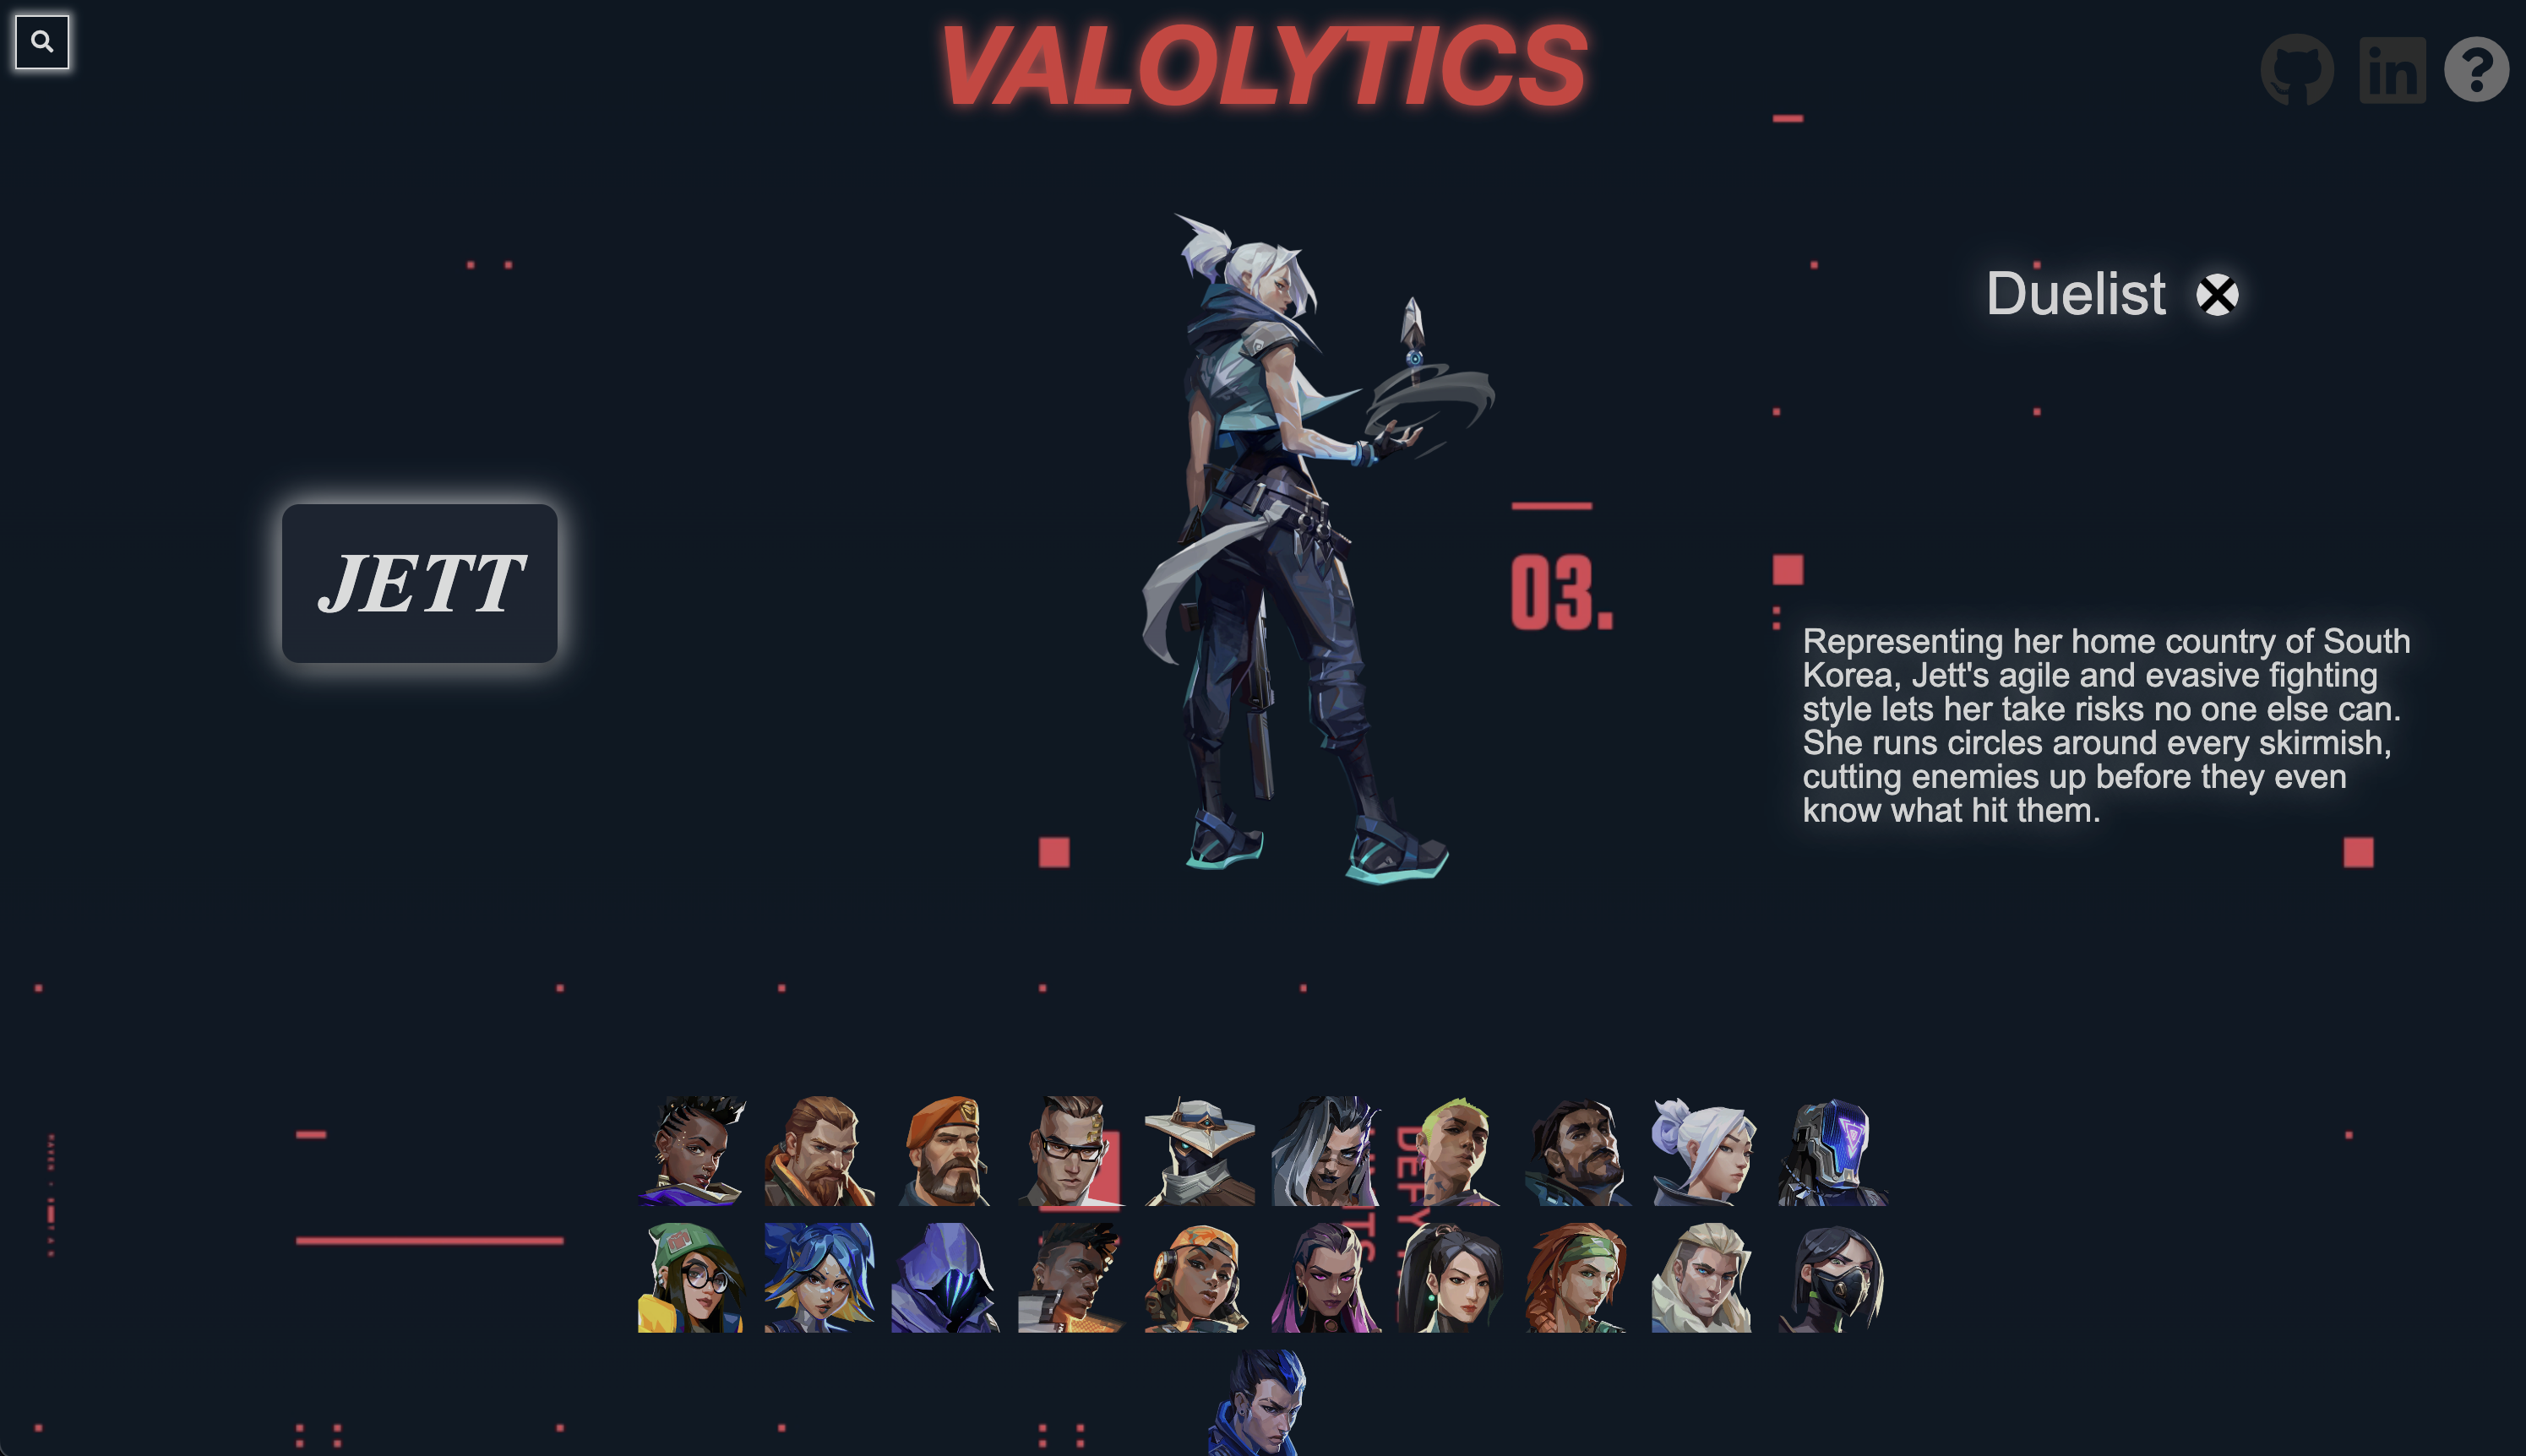 VALOLYTICS
Duelist
JETT
03.
Representing her home country of South
Korea, Jett's agile and evasive fighting
style lets her take risks no one else can.
She runs circles around every skirmish,
cutting enemies up before they even
know what hit them.
DEFY